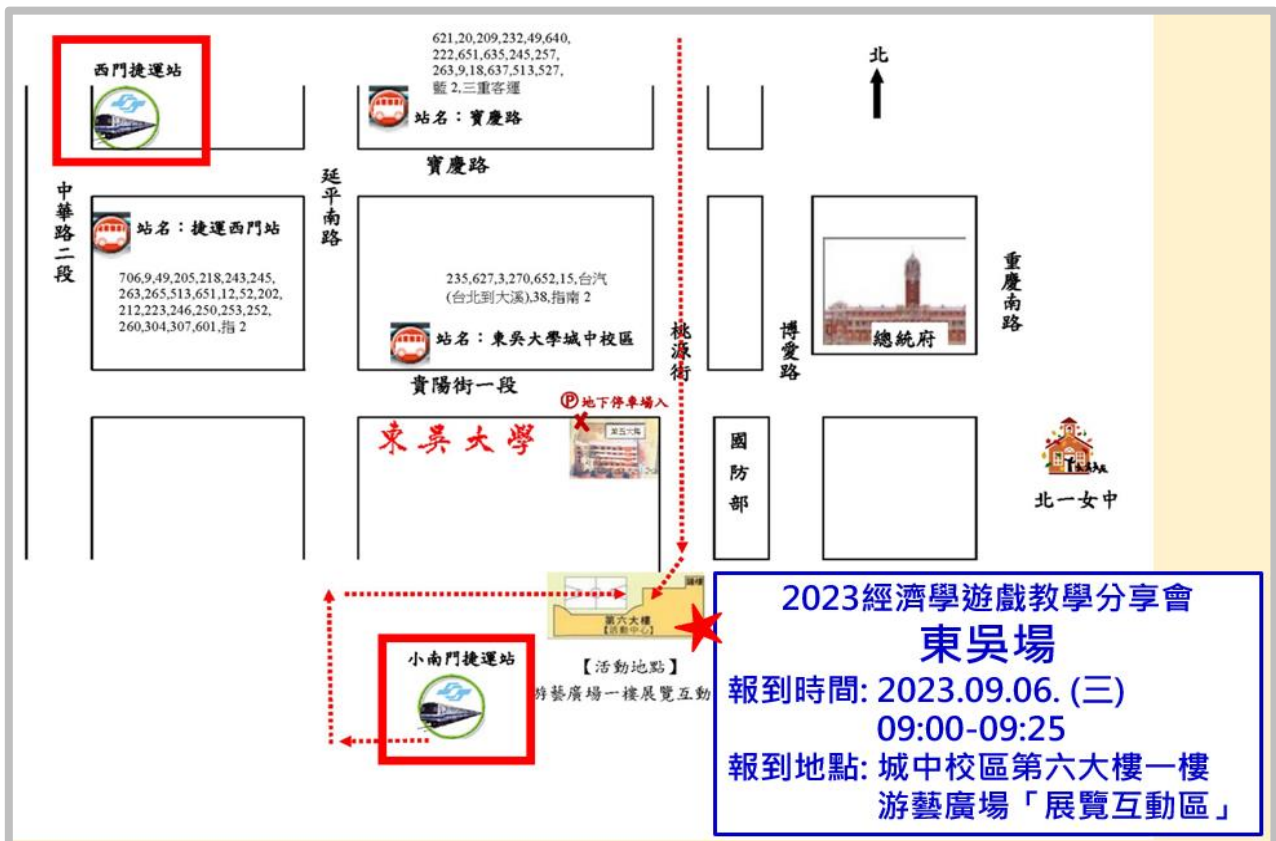 621,20,209,232,49,640,
222,651,635,245,257,
263,9,18,637,513,527,
藍 2,三重客運
北
西門捷運站
站名：寶慶路
寶慶路
延平南路
中華路二段
站名：捷運西門站
706,9,49,205,218,243,245,
263,265,513,651,12,52,202,
212,223,246,250,253,252,
260,304,307,601,指 2
235,627,3,270,652,15,台汽
(台北到大溪),38,指南 2
站名：東吳大學城中校區
桃源街
博愛路
總統府
重慶南路
貴陽街一段
Ⓟ地下停車場入
東吳大學
第五大樓
國防部
北一女中
鐘樓
第六大樓
【活動中心】
小南門捷運站
【活動地點】
游藝廣場一樓展覽互動
2023經濟學遊戲教學分享會
東吳場
報到時間: 2023.09.06. (三)
09:00-09:25
報到地點: 城中校區第六大樓一樓
游藝廣場「展覽互動區」